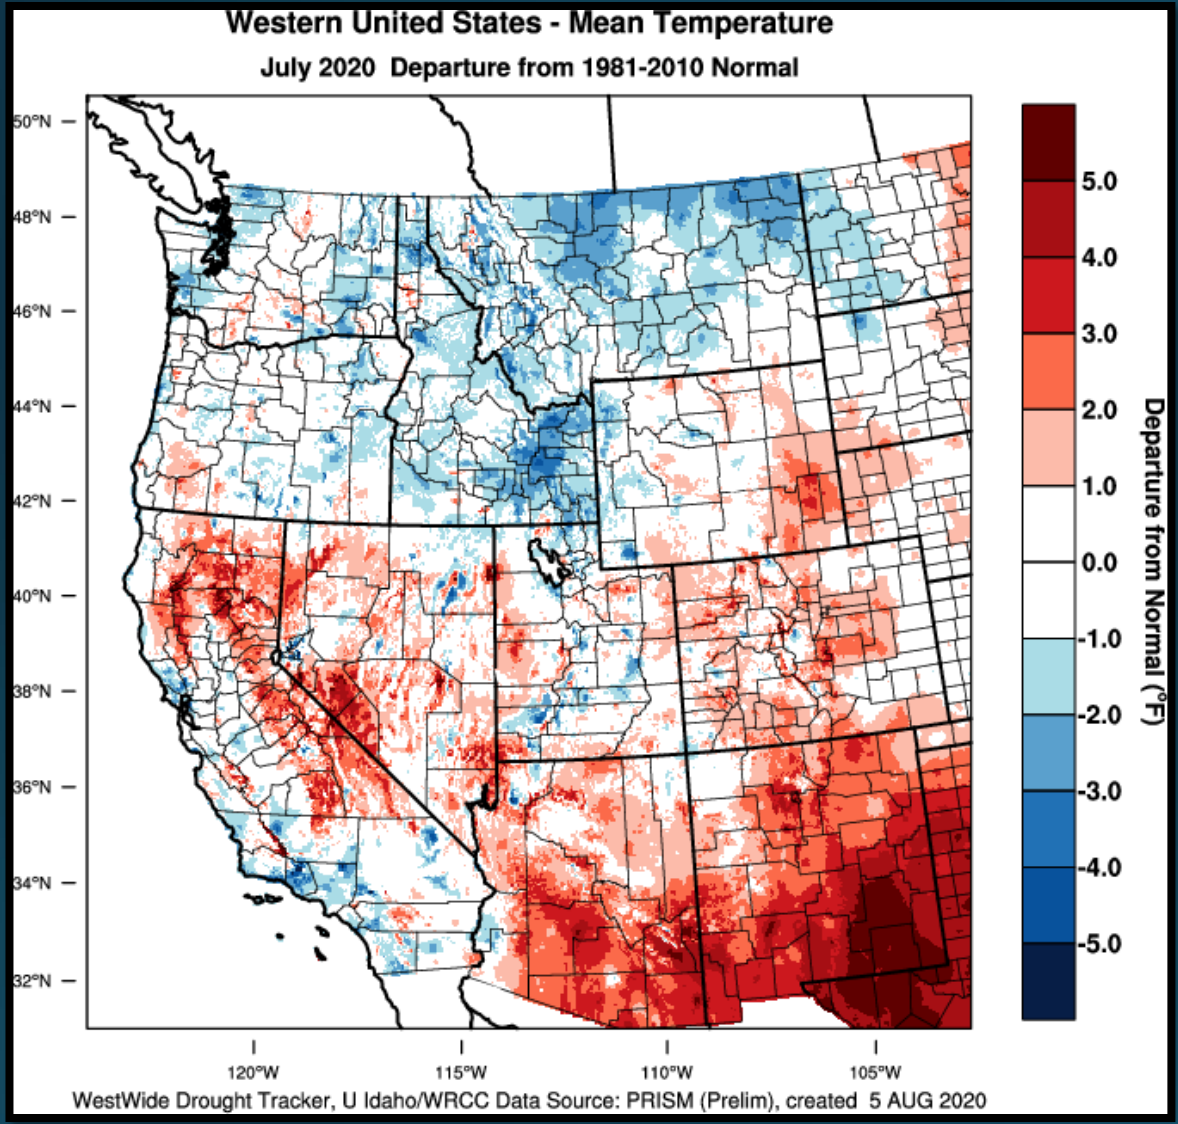 Western United States - Mean Temperature
July 2020 Departure from 1981-2010 Normal
50°N
48°N
46°N
44°N
42°N
40°N
38°N
36°N
34°N
32°N
120°W
115°W
110°W
105°W
5.0
4.0
3.0
2.0
1.0
0.0
-1.0
-2.0
-3.0
-4.0
-5.0
Departure from Normal (°F)
WestWide Drought Tracker, U Idaho/WRCC Data Source: PRISM (Prelim), created 5 AUG 2020